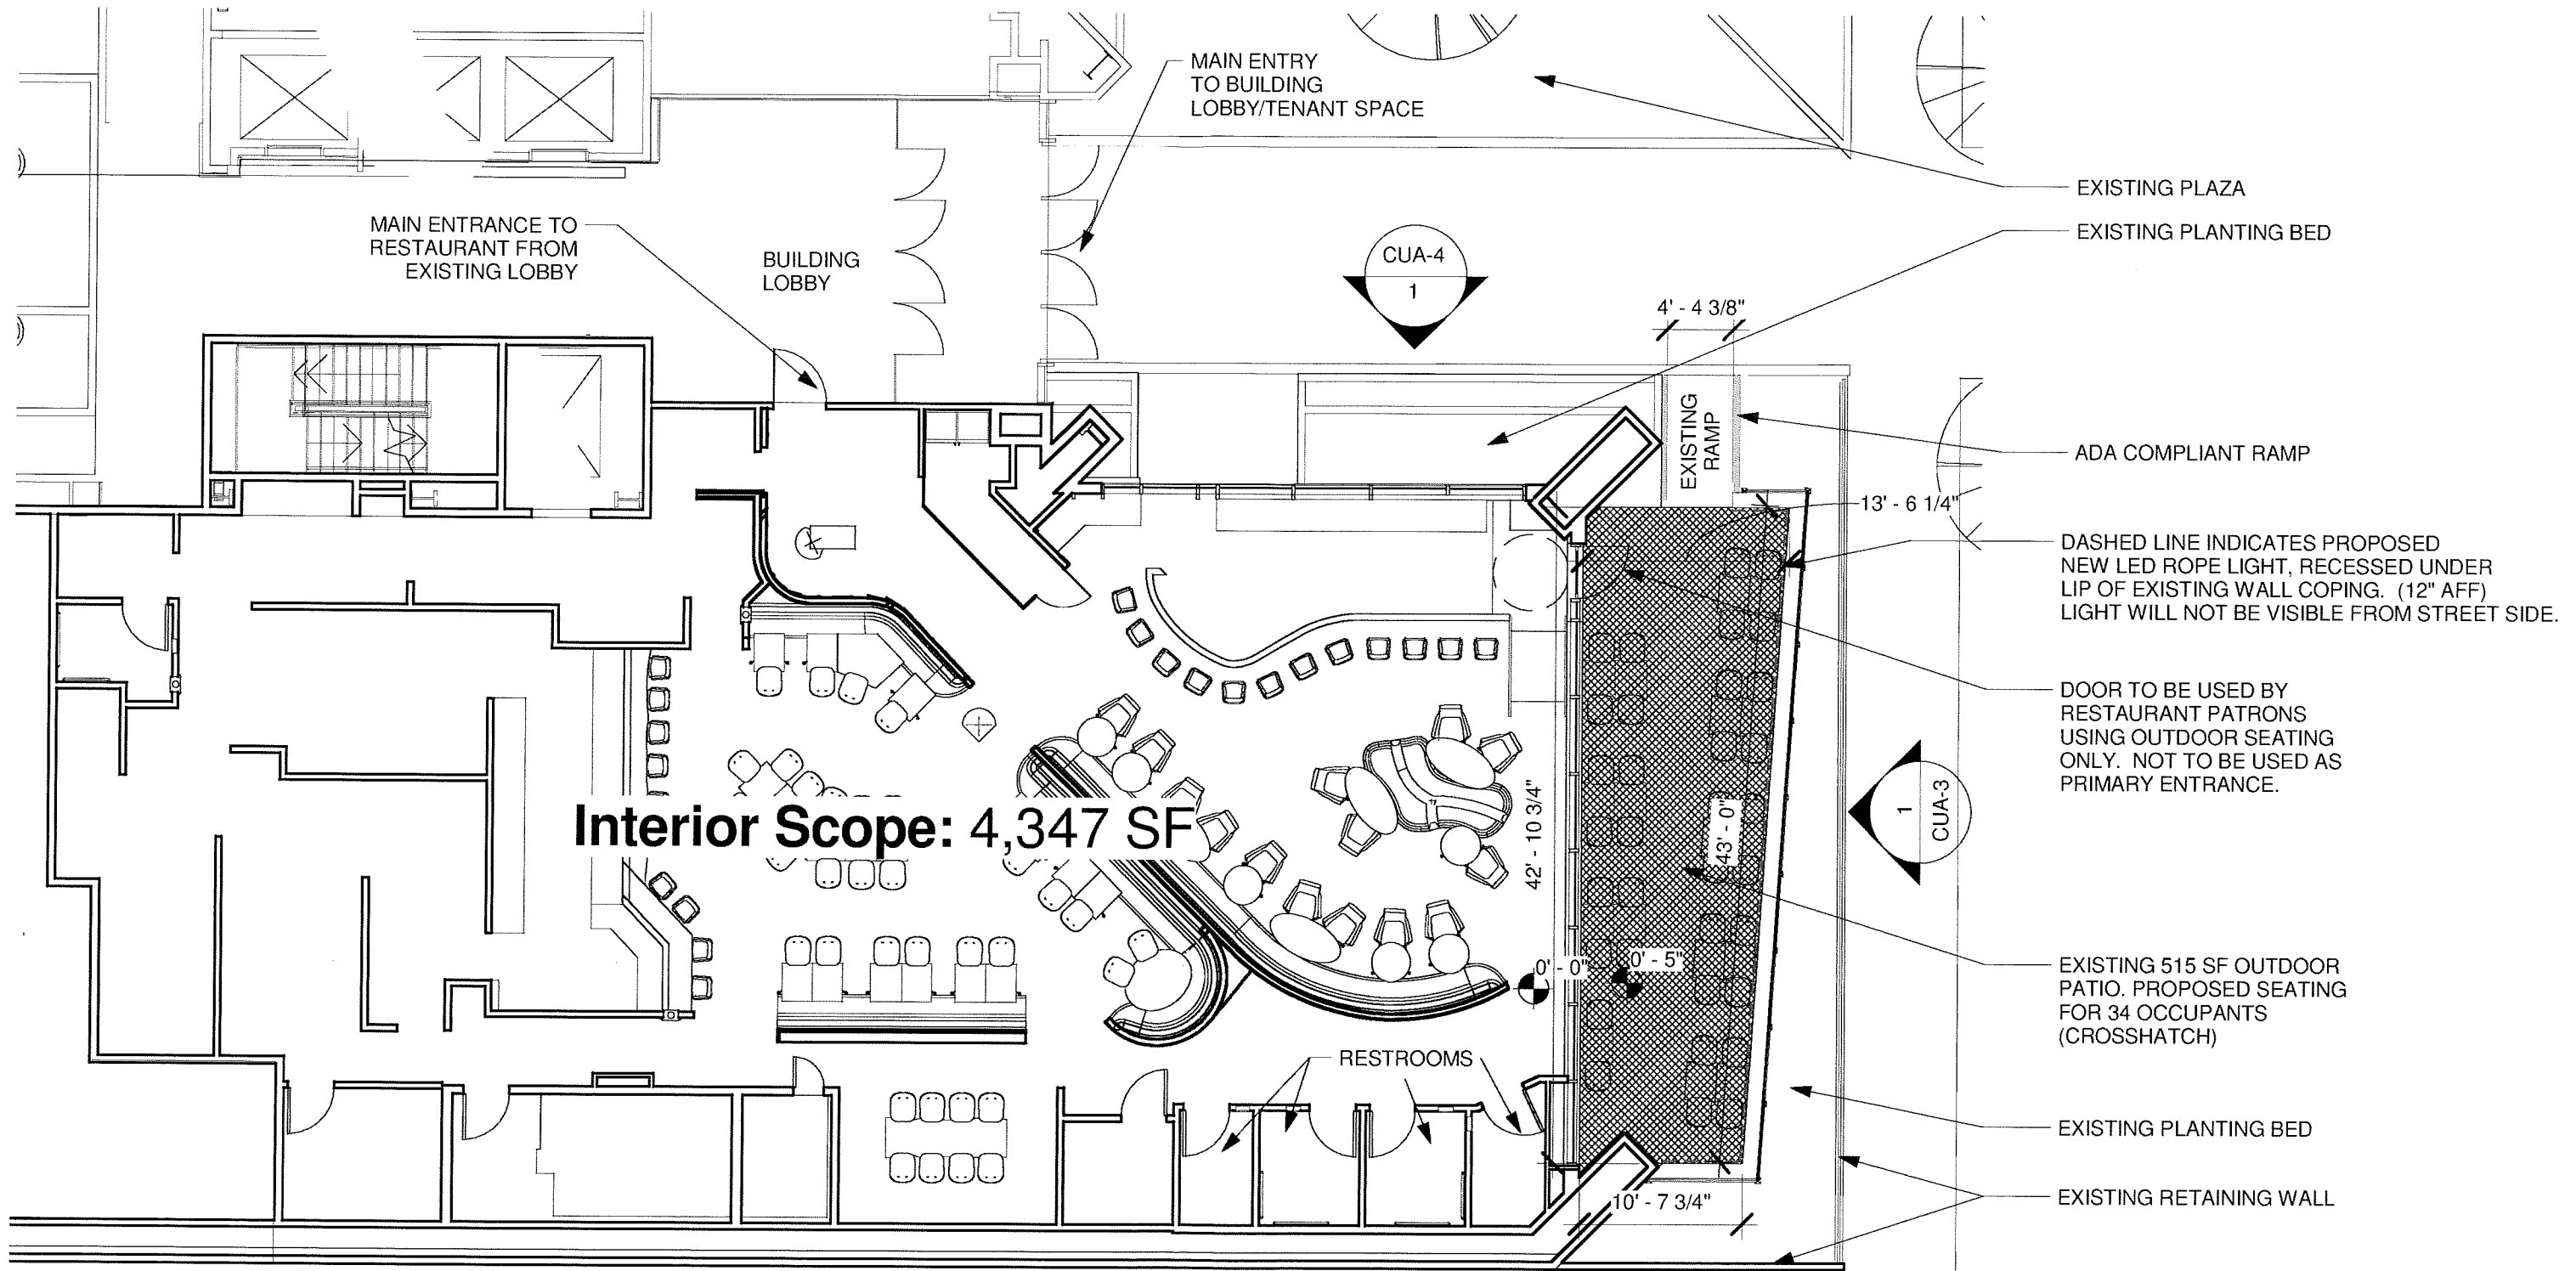 MAIN ENTRY
TO BUILDING
LOBBY/TENANT SPACE
EXISTING PLAZA
EXISTING PLANTING BED
MAIN ENTRANCE TO
RESTAURANT FROM
EXISTING LOBBY
BUILDING
LOBBY
CUA-4
1
4' - 4 3/8"
EXISTING
RAMP
ADA COMPLIANT RAMP
13' - 6 1/4"
DASHED LINE INDICATES PROPOSED
NEW LED ROPE LIGHT, RECESSED UNDER
LIP OF EXISTING WALL COPING. (12" AFF)
LIGHT WILL NOT BE VISIBLE FROM STREET SIDE.
DOOR TO BE USED BY
RESTAURANT PATRONS
USING OUTDOOR SEATING
ONLY. NOT TO BE USED AS
PRIMARY ENTRANCE.
Interior Scope: 4,347 SF
42' - 10 3/4"
43' - 0"
1
CUA-3
0' - 0"
0' - 5"
EXISTING 515 SF OUTDOOR
PATIO. PROPOSED SEATING
FOR 34 OCCUPANTS
(CROSSHATCH)
RESTROOMS
EXISTING PLANTING BED
10' - 7 3/4"
EXISTING RETAINING WALL